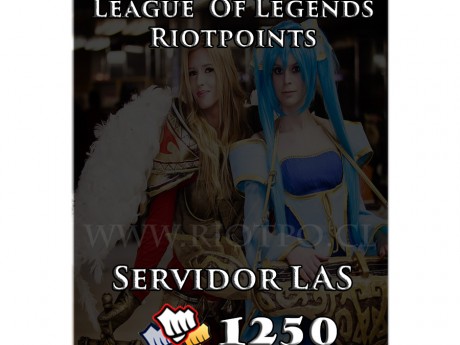 League Of Legends
Riotpoints
www.riotpo.cl
Servidor LAS
1250